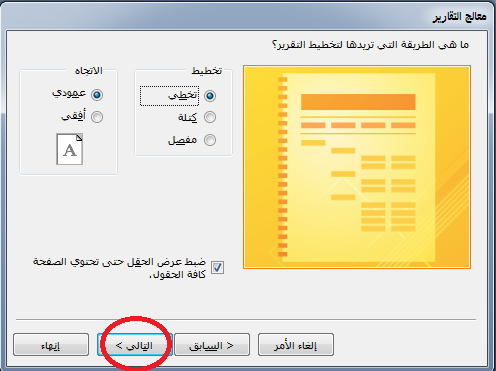 معالج التقارير
ما هي الطريقة التي تريدها لتخطيط التقرير؟
تخطيط
تخطي
كتلة
مفصل
الاتجاه
عمودي
أفقي
A
ضبط عرض الحقل حتى تحتوي الصفحة
كافة الحقول.
إلغاء الأمر
< السابق
التالي >
إنهاء